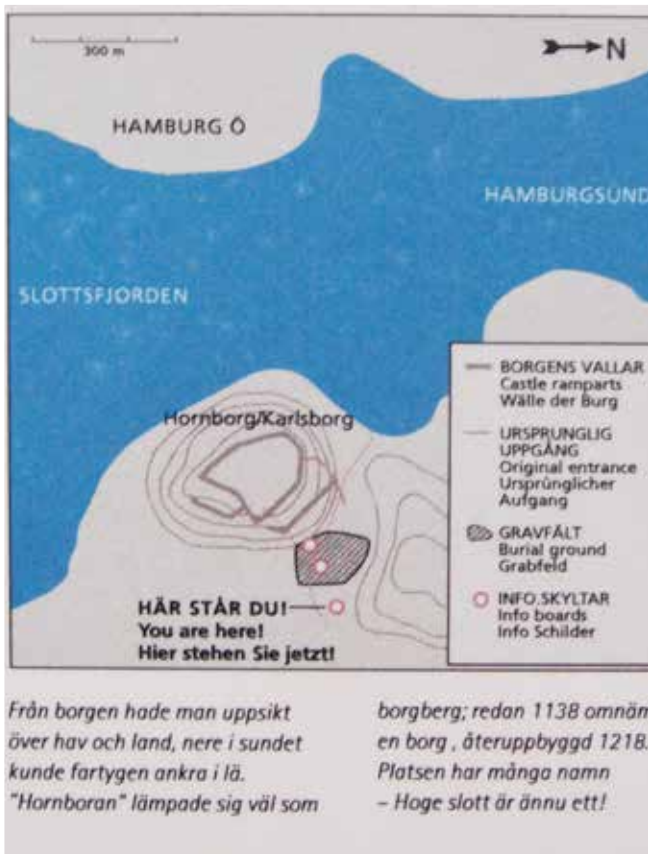 300 m
N
HAMBURG Ö
HAMBURGSUND
SLOTTSFJORDEN
Hornborg/Karlsborg
BORGENS VALLAR
Castle ramparts
Wälle der Burg
URSPRUNGLIG
UPPGÅNG
Original entrance
Ursprünglicher
Aufgang
GRAVFÄLT
Burial ground
Grabfeld
INFO.SKYLTAR
Info boards
Info Schilder
HÄR STÅR DU!
You are here!
Hier stehen Sie jetzt!
Från borgen hade man uppsikt
över hav och land, nere i sundet
kunde fartygen ankra i lä.
"Hornboran" lämpade sig väl som
borgberg; redan 1138 omnäm
en borg , återuppbyggd 1218.
Platsen har många namn
– Hoge slott är ännu ett!